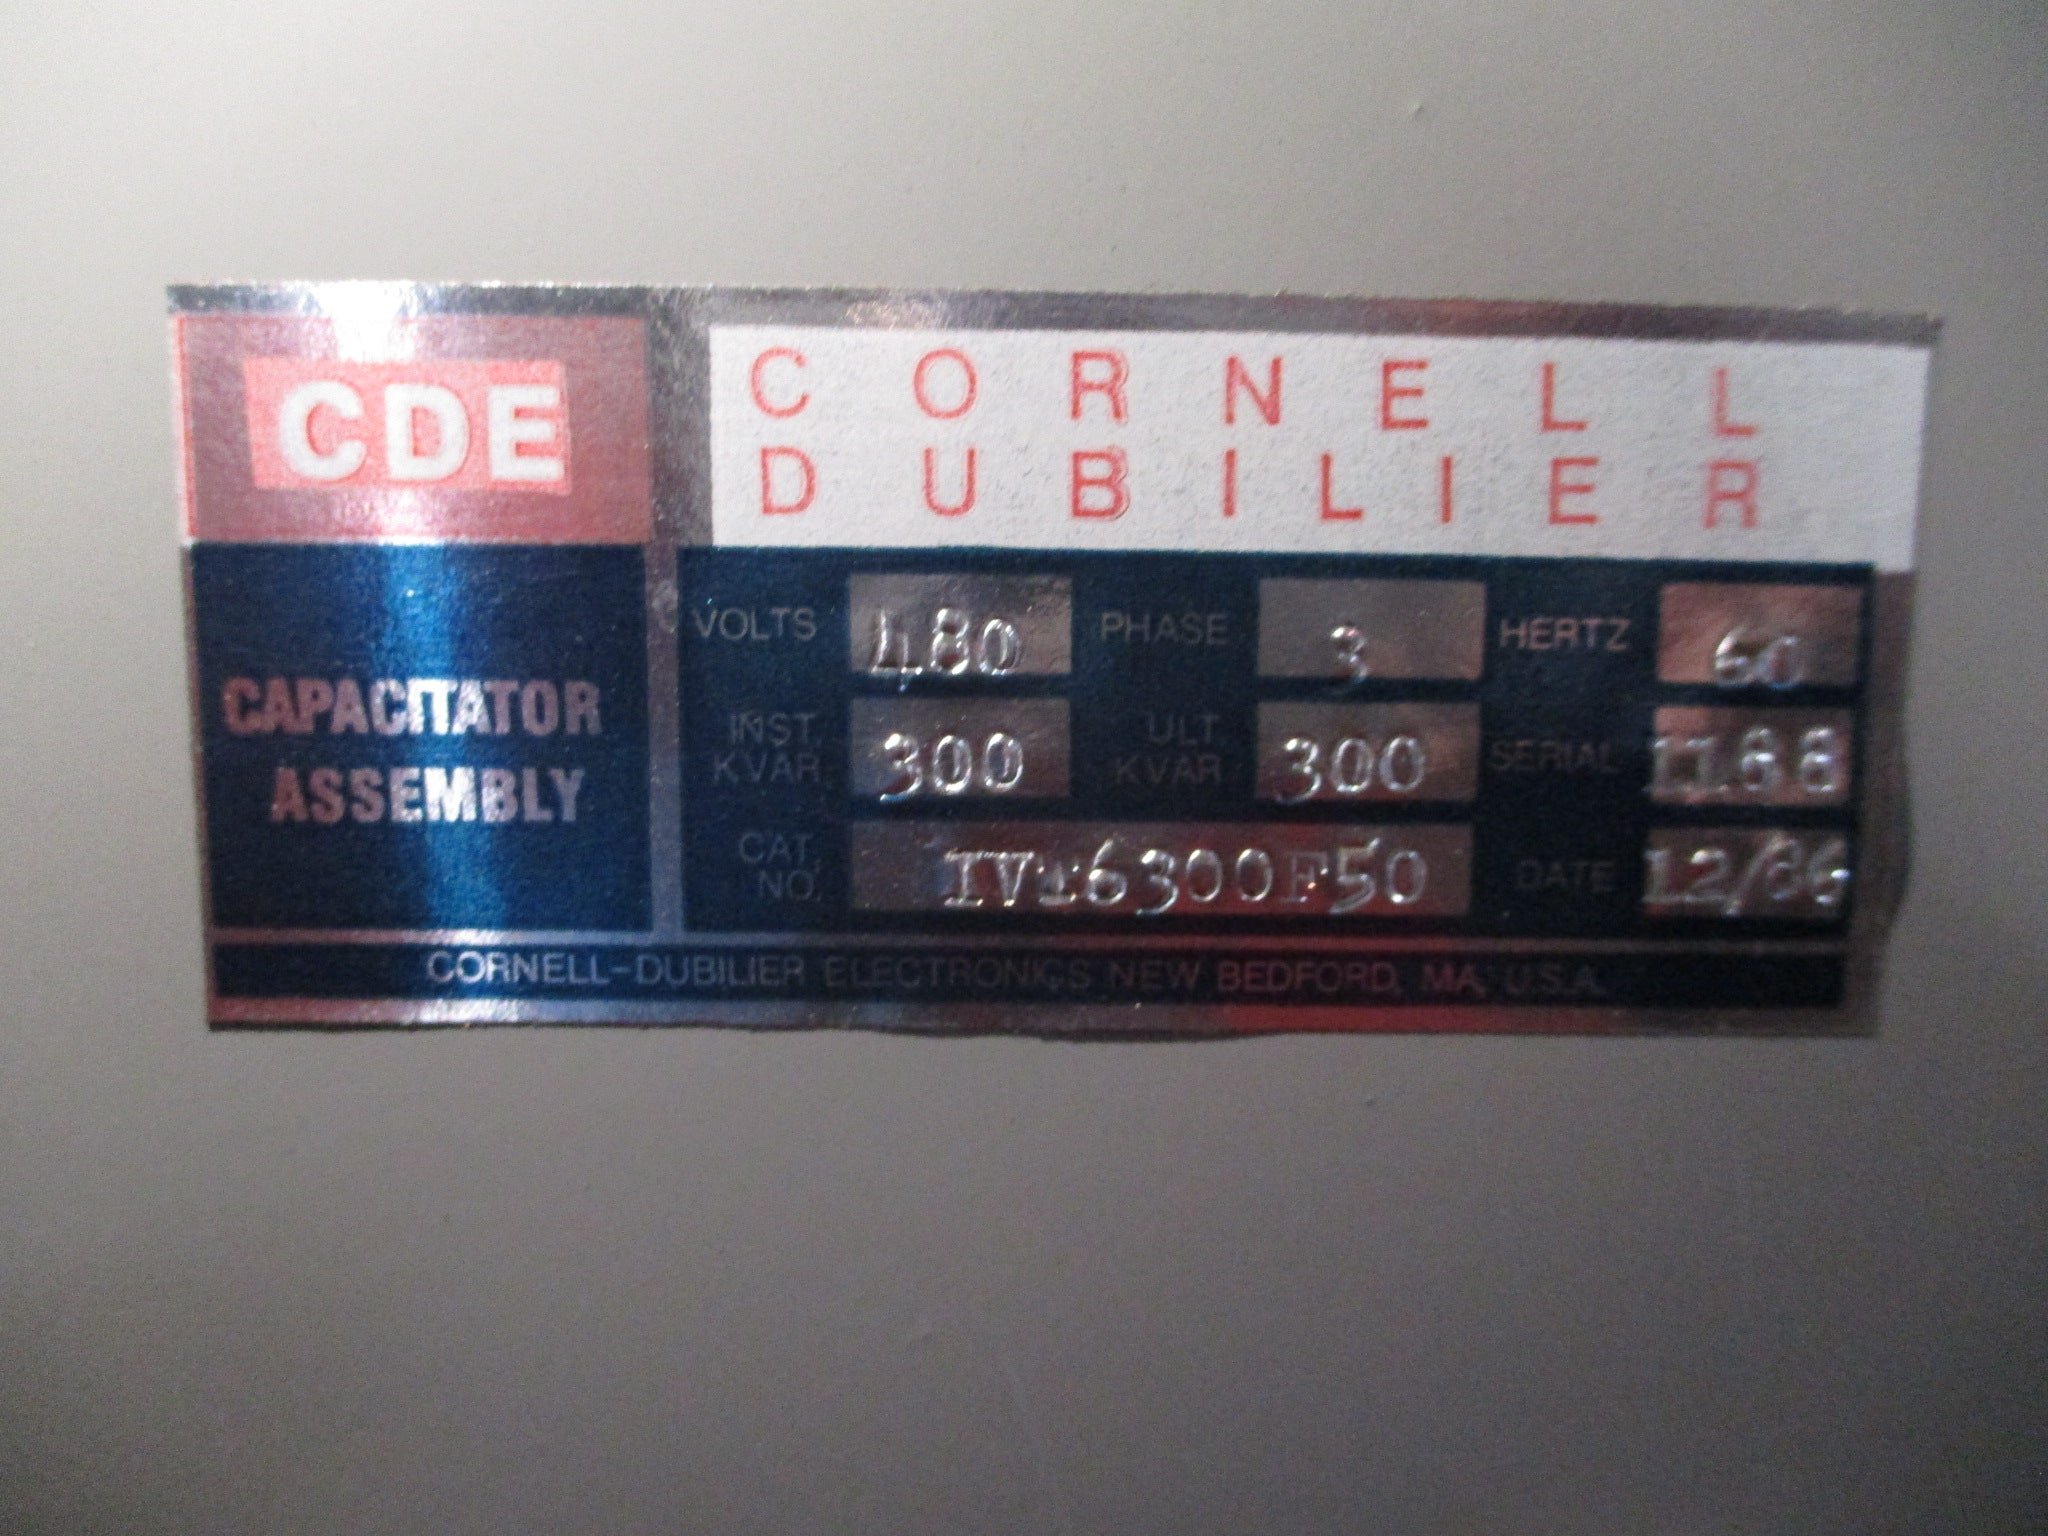 CDE
CORNELL
DUBILIER
CAPACITATOR
ASSEMBLY
VOLTS 480 PHASE 3 HERTZ 60
INST. KVAR 300 ULT. KVAR 300 SERIAL
CAT. NO. DATE 12/86
CORNELL-DUBILIER ELECTRONICS NEW BEDFORD, MA, U.S.A.